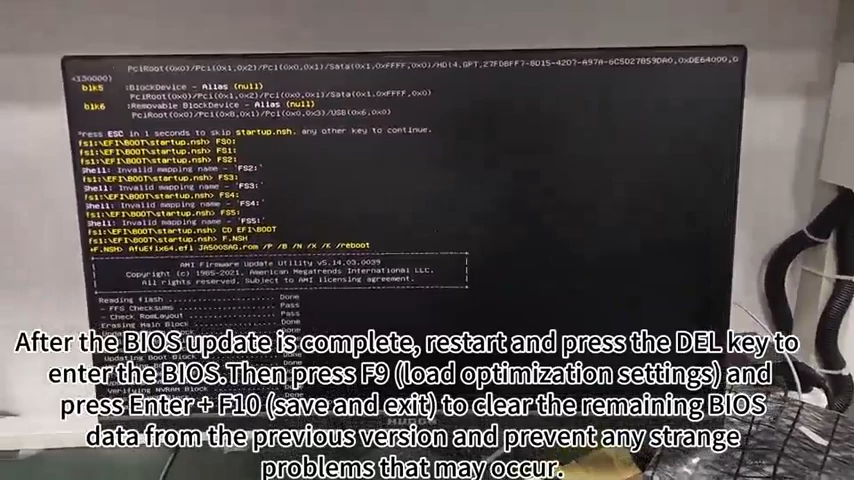 PciRoot(0x0)/Pci(0x1,0x2)/Pci(0x0,0x1)/Sata(0x1,0xFFFF,0x0)/HD(4,GPT,27FDBFF7-8D15-4207-A97A-6C5D27859DA0,0xDE64000,0
x130000)
blk5 :BlockDevice - Alias (null)
PciRoot(0x0)/Pci(0x1,0x2)/Pci(0x0,0x1)/Sata(0x1,0xFFFF,0x0)
blk6 :Removable BlockDevice - Alias (null)
PciRoot(0x0)/Pci(0x8,0x1)/Pci(0x0,0x3)/USB(0x6,0x0)
Press ESC in 1 seconds to skip startup.nsh, any other key to continue.
fs1:\EFI\BOOT\startup.nsh> FS0:
fs1:\EFI\BOOT\startup.nsh> FS1:
fs1:\EFI\BOOT\startup.nsh> FS2:
Shell: Invalid mapping name - 'FS2:'
fs1:\EFI\BOOT\startup.nsh> FS3:
Shell: Invalid mapping name - 'FS3:'
fs1:\EFI\BOOT\startup.nsh> FS4:
Shell: Invalid mapping name - 'FS4:'
fs1:\EFI\BOOT\startup.nsh> FS5:
Shell: Invalid mapping name - 'FS5:'
fs1:\EFI\BOOT\startup.nsh> CD EFI\BOOT
fs1:\EFI\BOOT\startup.nsh> F.NSH
+F.NSH> AfuEfix64.efi JA500SAG.rom /P /B /N /X /K /reboot
AMI Firmware Update Utility v5.14.03.0039
Copyright (c) 1985-2021, American Megatrends International LLC.
All rights reserved. Subject to AMI licensing agreement.
Reading flash .................... Done
- FFS Checksums .................... Pass
- Check RomLayout .................... Pass
Erasing Main Block .................... Done
After the BIOS update is complete, restart and press the DEL key to
enter the BIOS.Then press F9 (load optimization settings) and
press Enter + F10 (save and exit) to clear the remaining BIOS
data from the previous version and prevent any strange
problems that may occur.